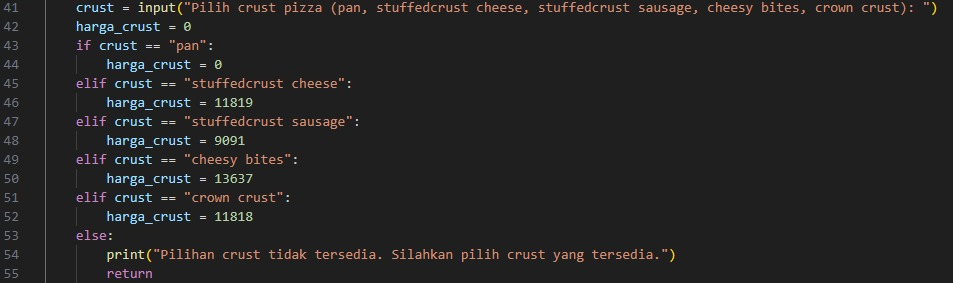 41 crust = input("Pilih crust pizza (pan, stuffedcrust cheese, stuffedcrust sausage, cheesy bites, crown crust): ")
42 harga_crust = 0
43 if crust == "pan":
44 harga_crust = 0
45 elif crust == "stuffedcrust cheese":
46 harga_crust = 11819
47 elif crust == "stuffedcrust sausage":
48 harga_crust = 9091
49 elif crust == "cheesy bites":
50 harga_crust = 13637
51 elif crust == "crown crust":
52 harga_crust = 11818
53 else:
54 print("Pilihan crust tidak tersedia. Silahkan pilih crust yang tersedia.")
55 return